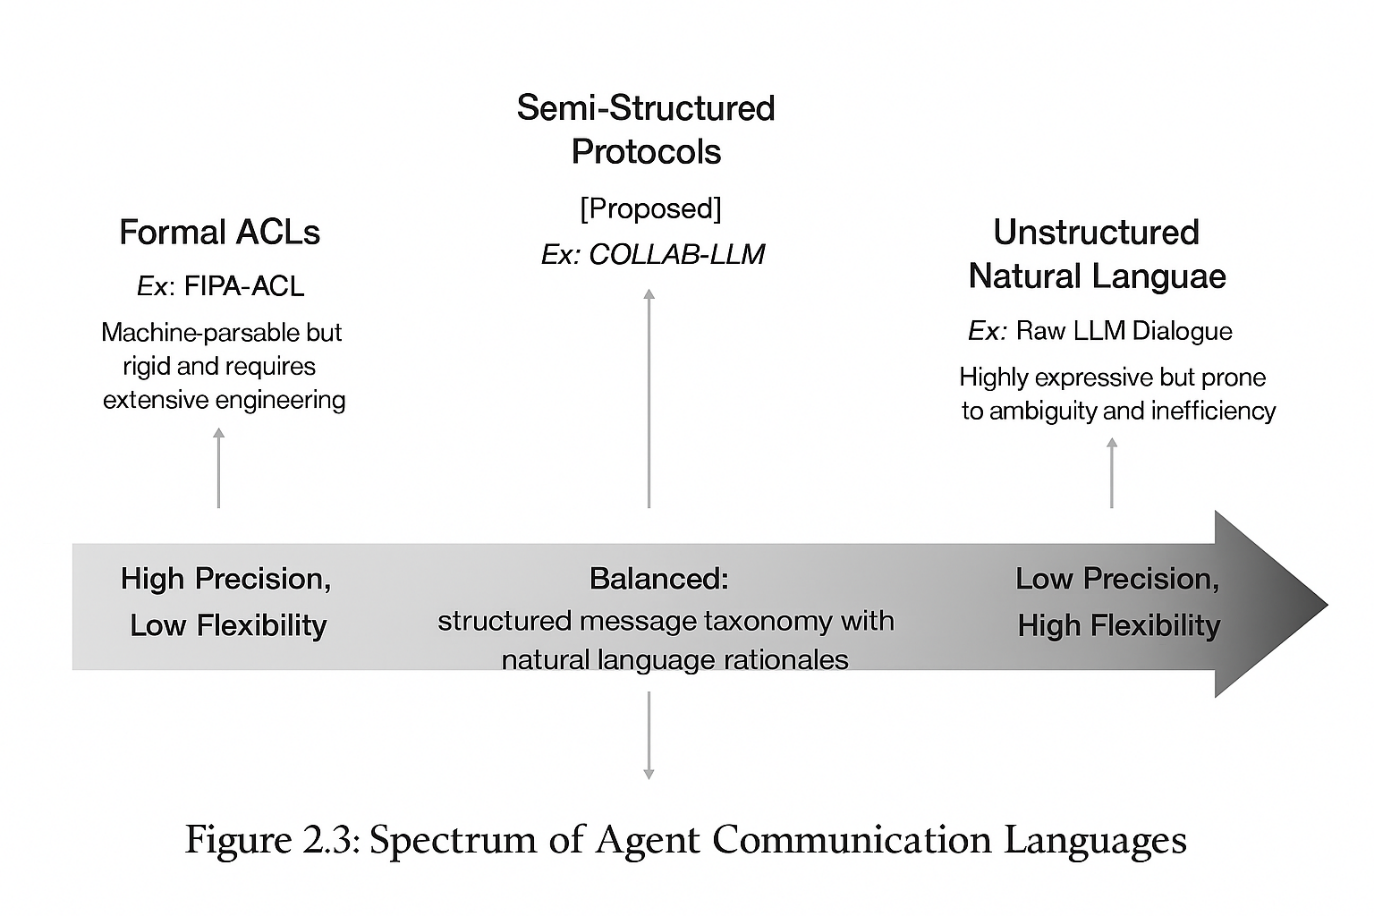 Semi-Structured
Protocols
[Proposed]
Ex: COLLAB-LLM
Formal ACLs
Ex: FIPA-ACL
Machine-parsable but
rigid and requires
extensive engineering
Unstructured
Natural Languae
Ex: Raw LLM Dialogue
Highly expressive but prone
to ambiguity and inefficiency
High Precision,
Low Flexibility
Balanced:
structured message taxonomy with
natural language rationales
Low Precision,
High Flexibility
Figure 2.3: Spectrum of Agent Communication Languages